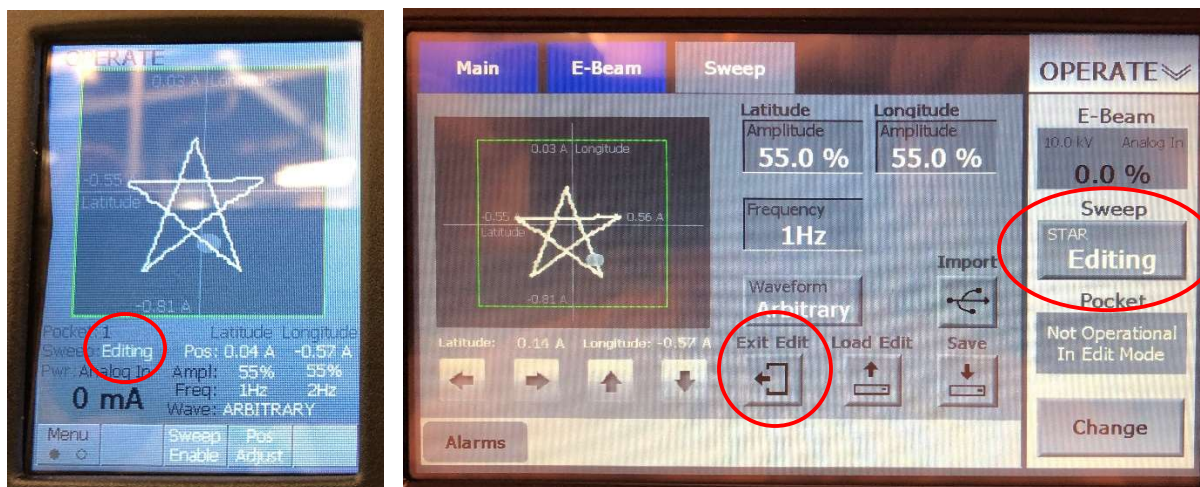 OPERATE
0.03 A Longitude
-0.55
Latitude
-0.81 A
Pocket: 1 Latitude Longitude
Sweep: Editing Pos: 0.04 A -0.57 A
Pwr: Analog In Ampl: 55% 55%
0 mA Freq: 1Hz 2Hz
Wave: ARBITRARY
Menu Sweep Enable Pos Adjust
Main E-Beam Sweep
0.03 A Longitude
-0.55 0.56 A
Latitude
-0.81 A
Latitude: 0.14 A Longitude: -0.57 A
Latitude Longitude
Amplitude Amplitude
55.0 % 55.0 %
Frequency
1Hz
Waveform
Arbitrary
Import
Exit Edit Load Edit Save
Alarms
OPERATE
E-Beam
10.0 kV Analog In
0.0 %
Sweep
STAR
Editing
Pocket
Not Operational
In Edit Mode
Change